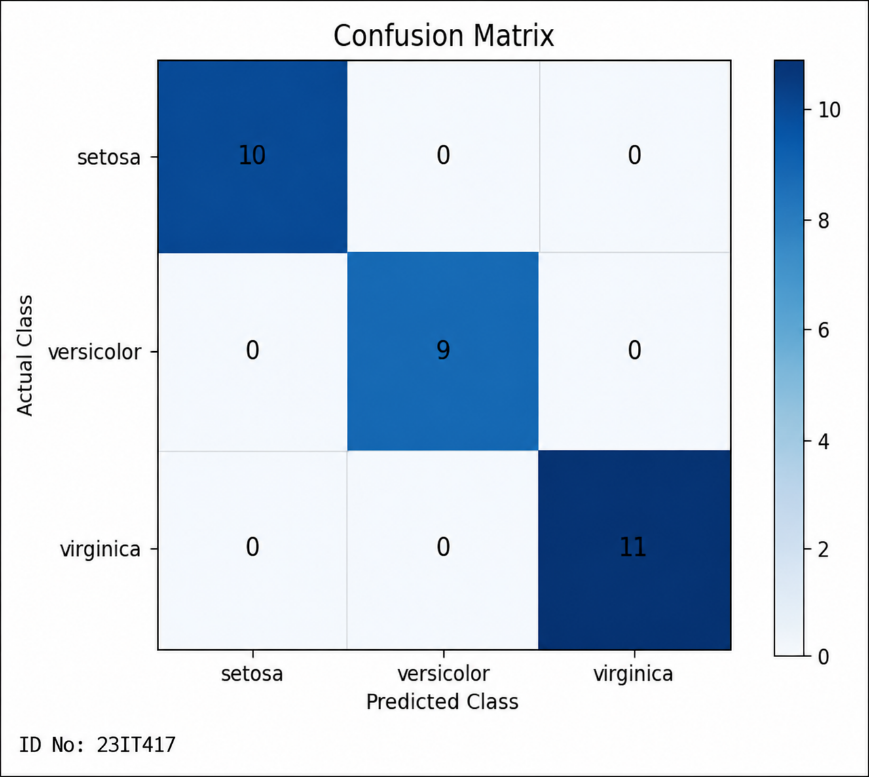 Confusion Matrix
setosa 10 0 0
versicolor 0 9 0
virginica 0 0 11
setosa versicolor virginica
Predicted Class
Actual Class
10
8
6
4
2
0
ID No: 23IT417